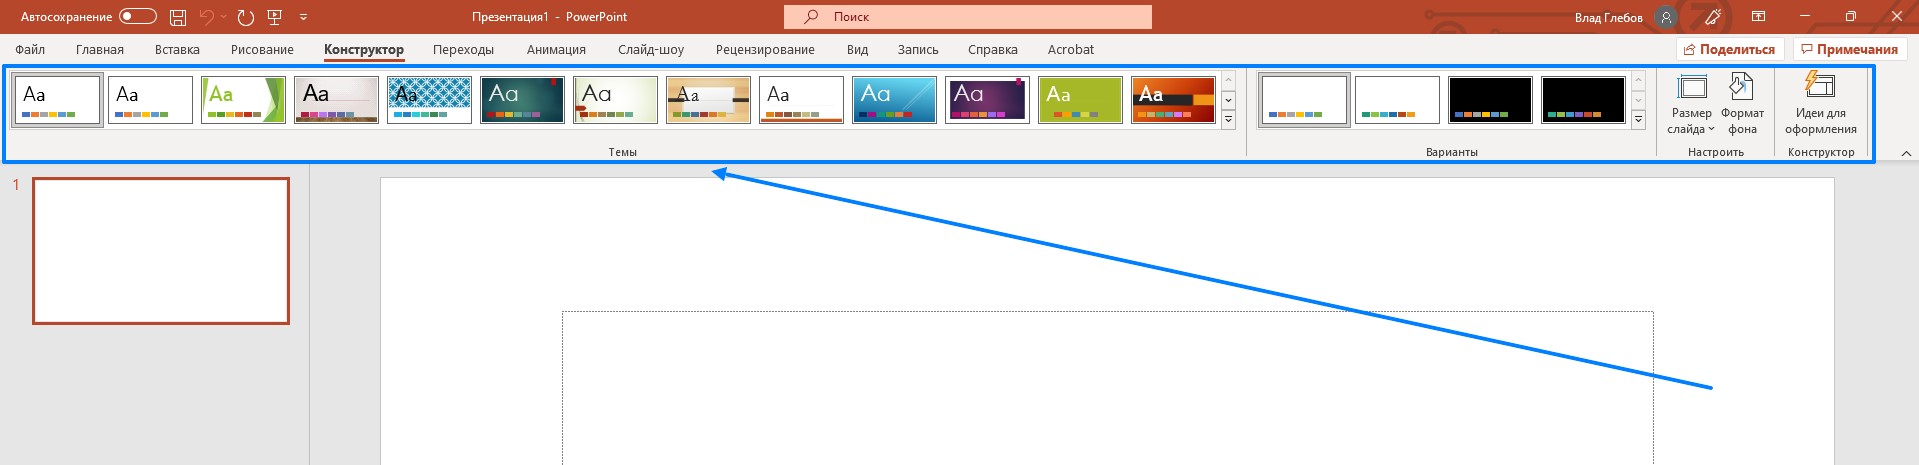 Автосохранение Презентация1 - PowerPoint Поиск Влад Глебов
Файл Главная Вставка Рисование Конструктор Переходы Анимация Слайд-шоу Рецензирование Вид Запись Справка Acrobat Поделиться Примечания
Aa Aa Aa Aa Aa Aa Aa Aa Aa Aa Aa Aa Aa
Размер слайда Формат фона Идеи для оформления
Темы Варианты Настроить Конструктор
1